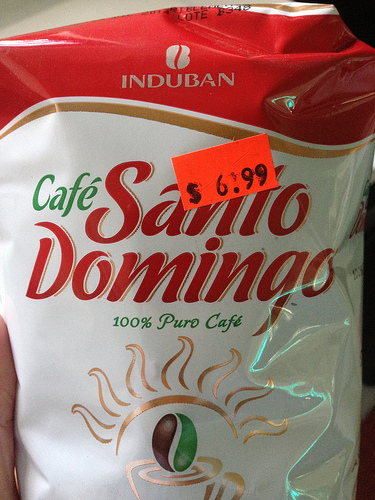 INDUBAN
Café Santo
$ 6.99
Domingo
100% Puro Café